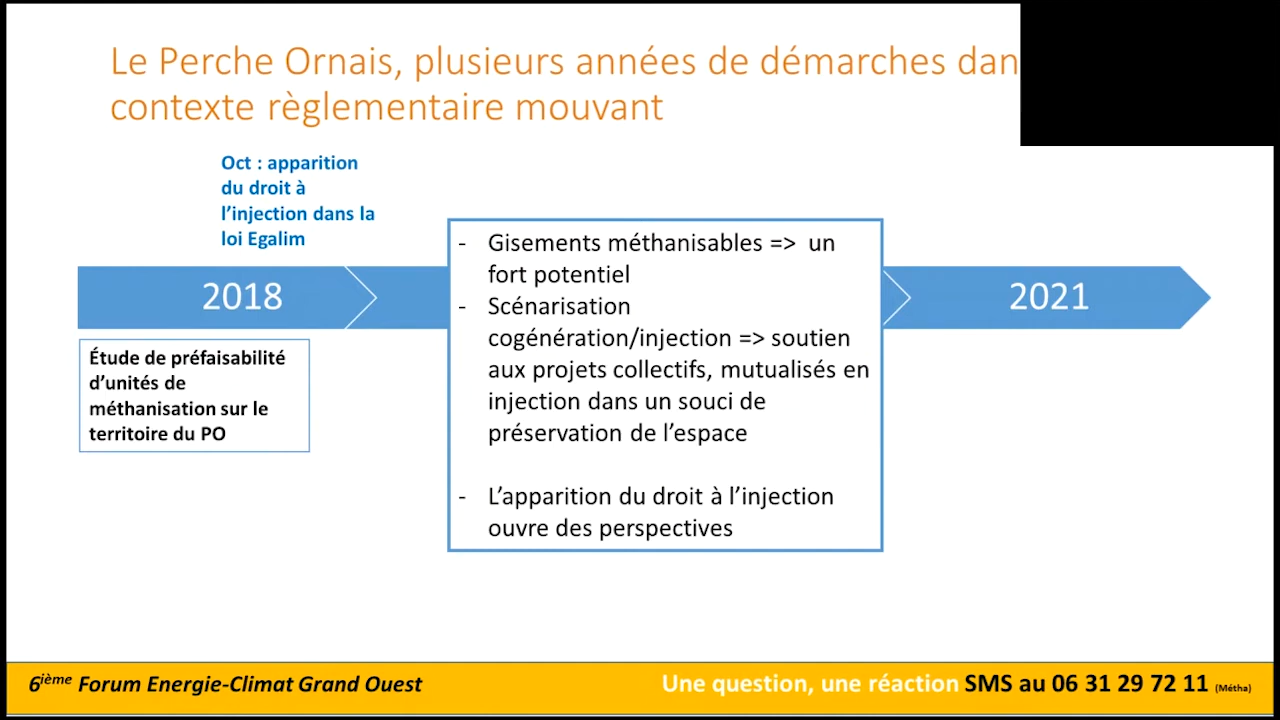 Le Perche Ornais, plusieurs années de démarches dan
contexte règlementaire mouvant
Oct : apparition
du droit à
l'injection dans la
loi Egalim
2018
2021
Étude de préfaisabilité
d'unités de
méthanisation sur le
territoire du PO
- Gisements méthanisables => un
fort potentiel
- Scénarisation
cogénération/injection => soutien
aux projets collectifs, mutualisés en
injection dans un souci de
préservation de l'espace
- L'apparition du droit à l'injection
ouvre des perspectives
6ième Forum Energie-Climat Grand Ouest
Une question, une réaction SMS au 06 31 29 72 11 (Métha)